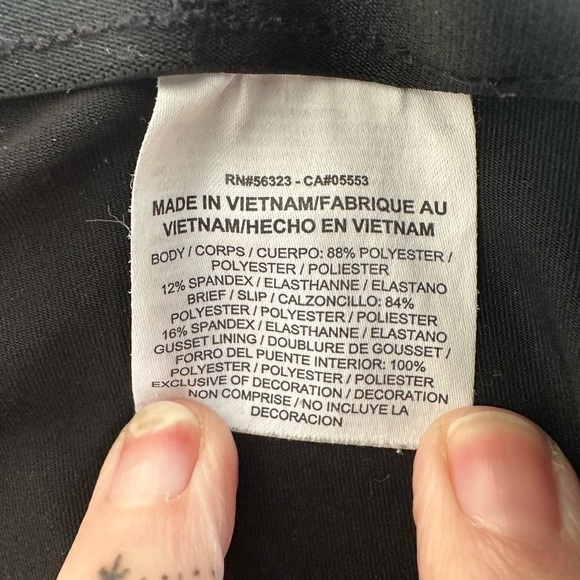 RN#56323 - CA#05553
MADE IN VIETNAM/FABRIQUE AU
VIETNAM/HECHO EN VIETNAM
BODY / CORPS / CUERPO: 88% POLYESTER /
POLYESTER / POLIESTER
12% SPANDEX / ELASTHANNE / ELASTANO
BRIEF / SLIP / CALZONCILLO: 84%
POLYESTER / POLYESTER / POLIESTER
16% SPANDEX / ELASTHANNE / ELASTANO
GUSSET LINING / DOUBLURE DE GOUSSET /
FORRO DEL PUENTE INTERIOR: 100%
POLYESTER / POLYESTER / POLIESTER
EXCLUSIVE OF DECORATION / DECORATION
NON COMPRISE / NO INCLUYE LA
DECORACION